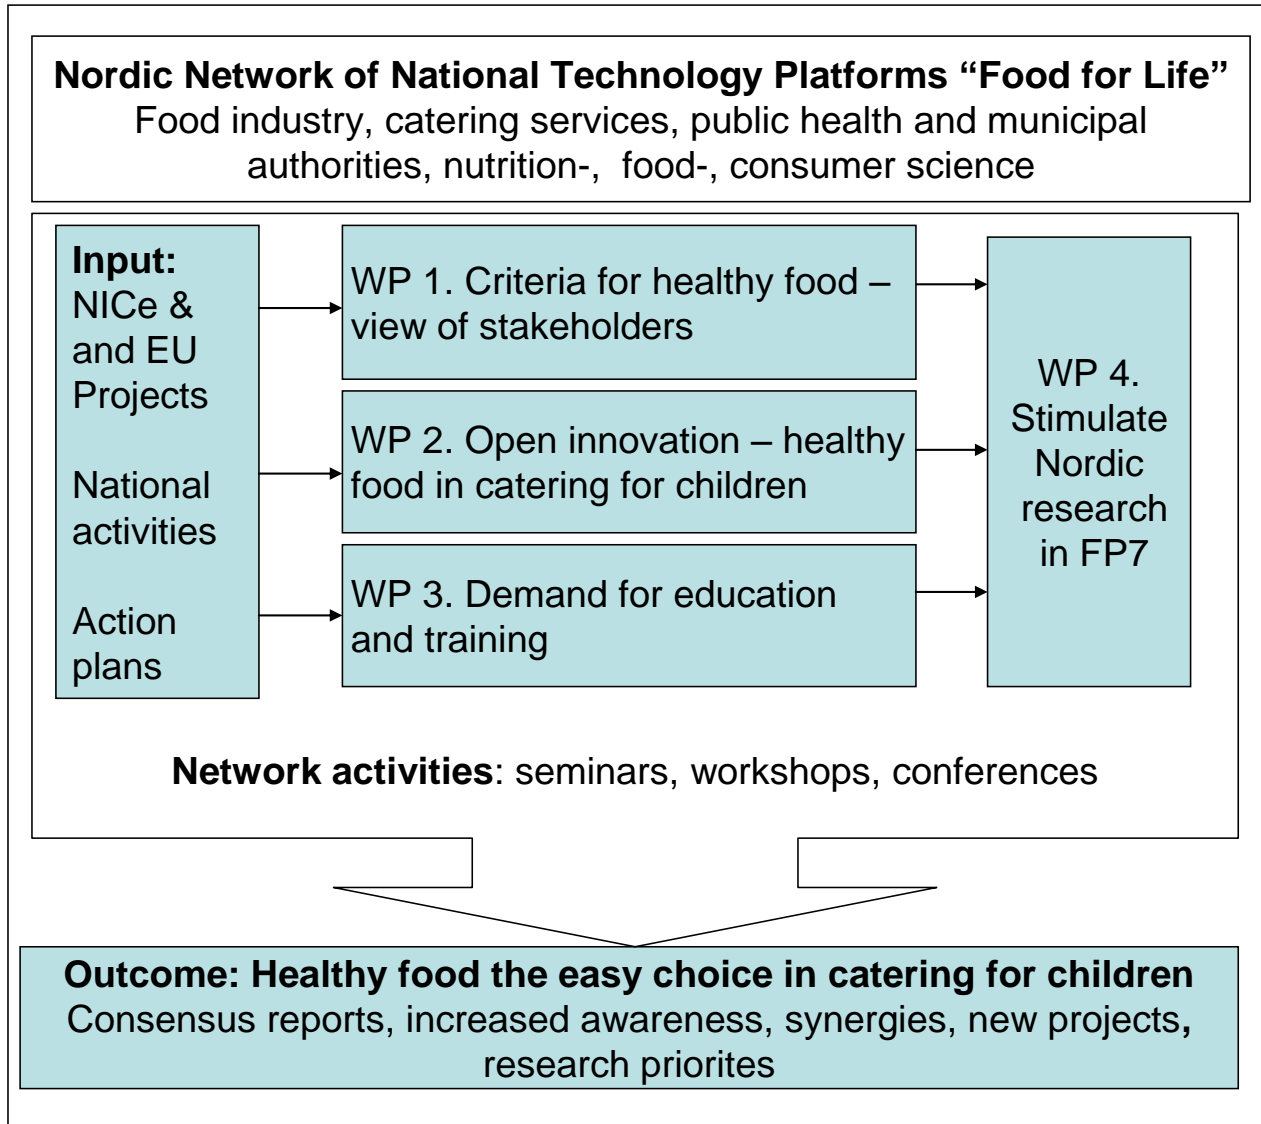 Nordic Network of National Technology Platforms “Food for Life”
Food industry, catering services, public health and municipal
authorities, nutrition-, food-, consumer science
Input:
NICe &
and EU
Projects
National
activities
Action
plans
WP 1. Criteria for healthy food –
view of stakeholders
WP 2. Open innovation – healthy
food in catering for children
WP 3. Demand for education
and training
WP 4.
Stimulate
Nordic
research
in FP7
Network activities: seminars, workshops, conferences
Outcome: Healthy food the easy choice in catering for children
Consensus reports, increased awareness, synergies, new projects,
research priorites